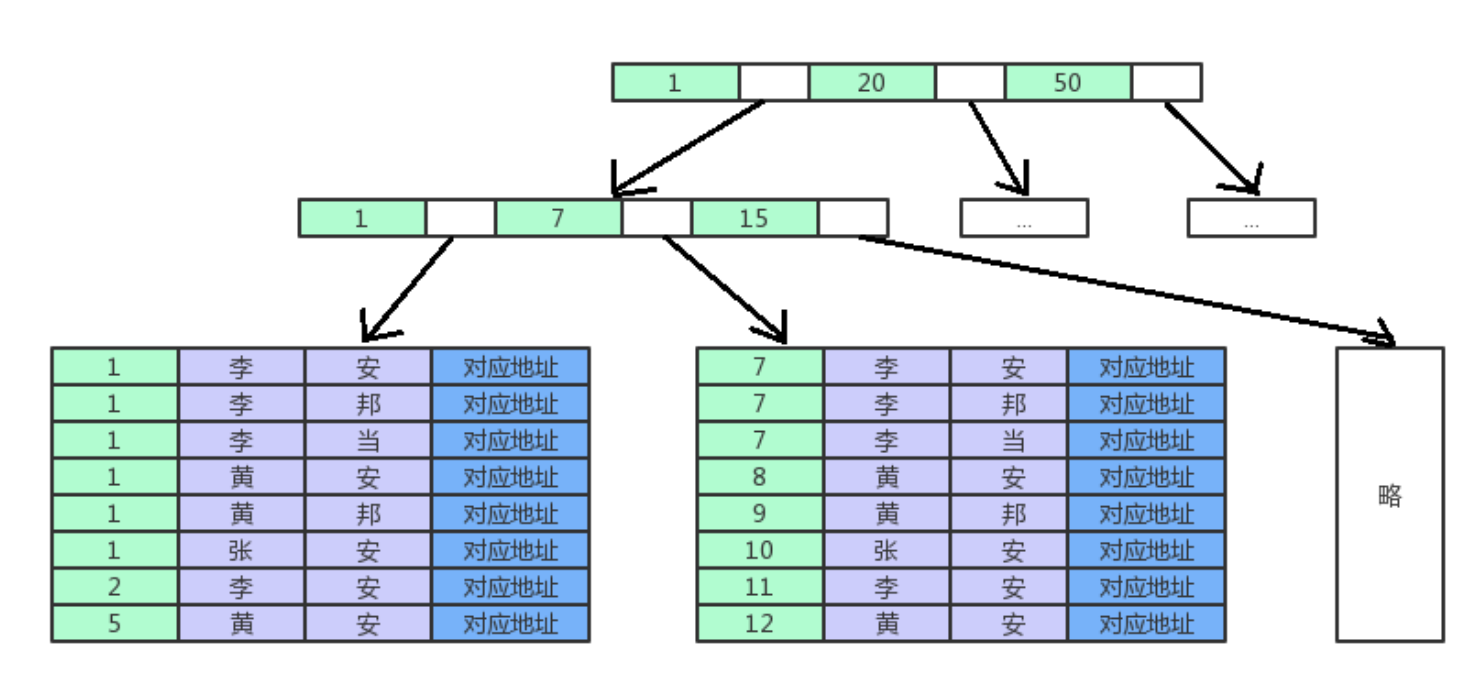 1 20 50
1 7 15 ... ...
1 李 安 对应地址 7 李 安 对应地址
1 李 邦 对应地址 7 李 邦 对应地址
1 李 当 对应地址 7 李 当 对应地址
1 黄 安 对应地址 8 黄 安 对应地址
1 黄 邦 对应地址 9 黄 邦 对应地址 略
1 张 安 对应地址 10 张 安 对应地址
2 李 安 对应地址 11 李 安 对应地址
5 黄 安 对应地址 12 黄 安 对应地址